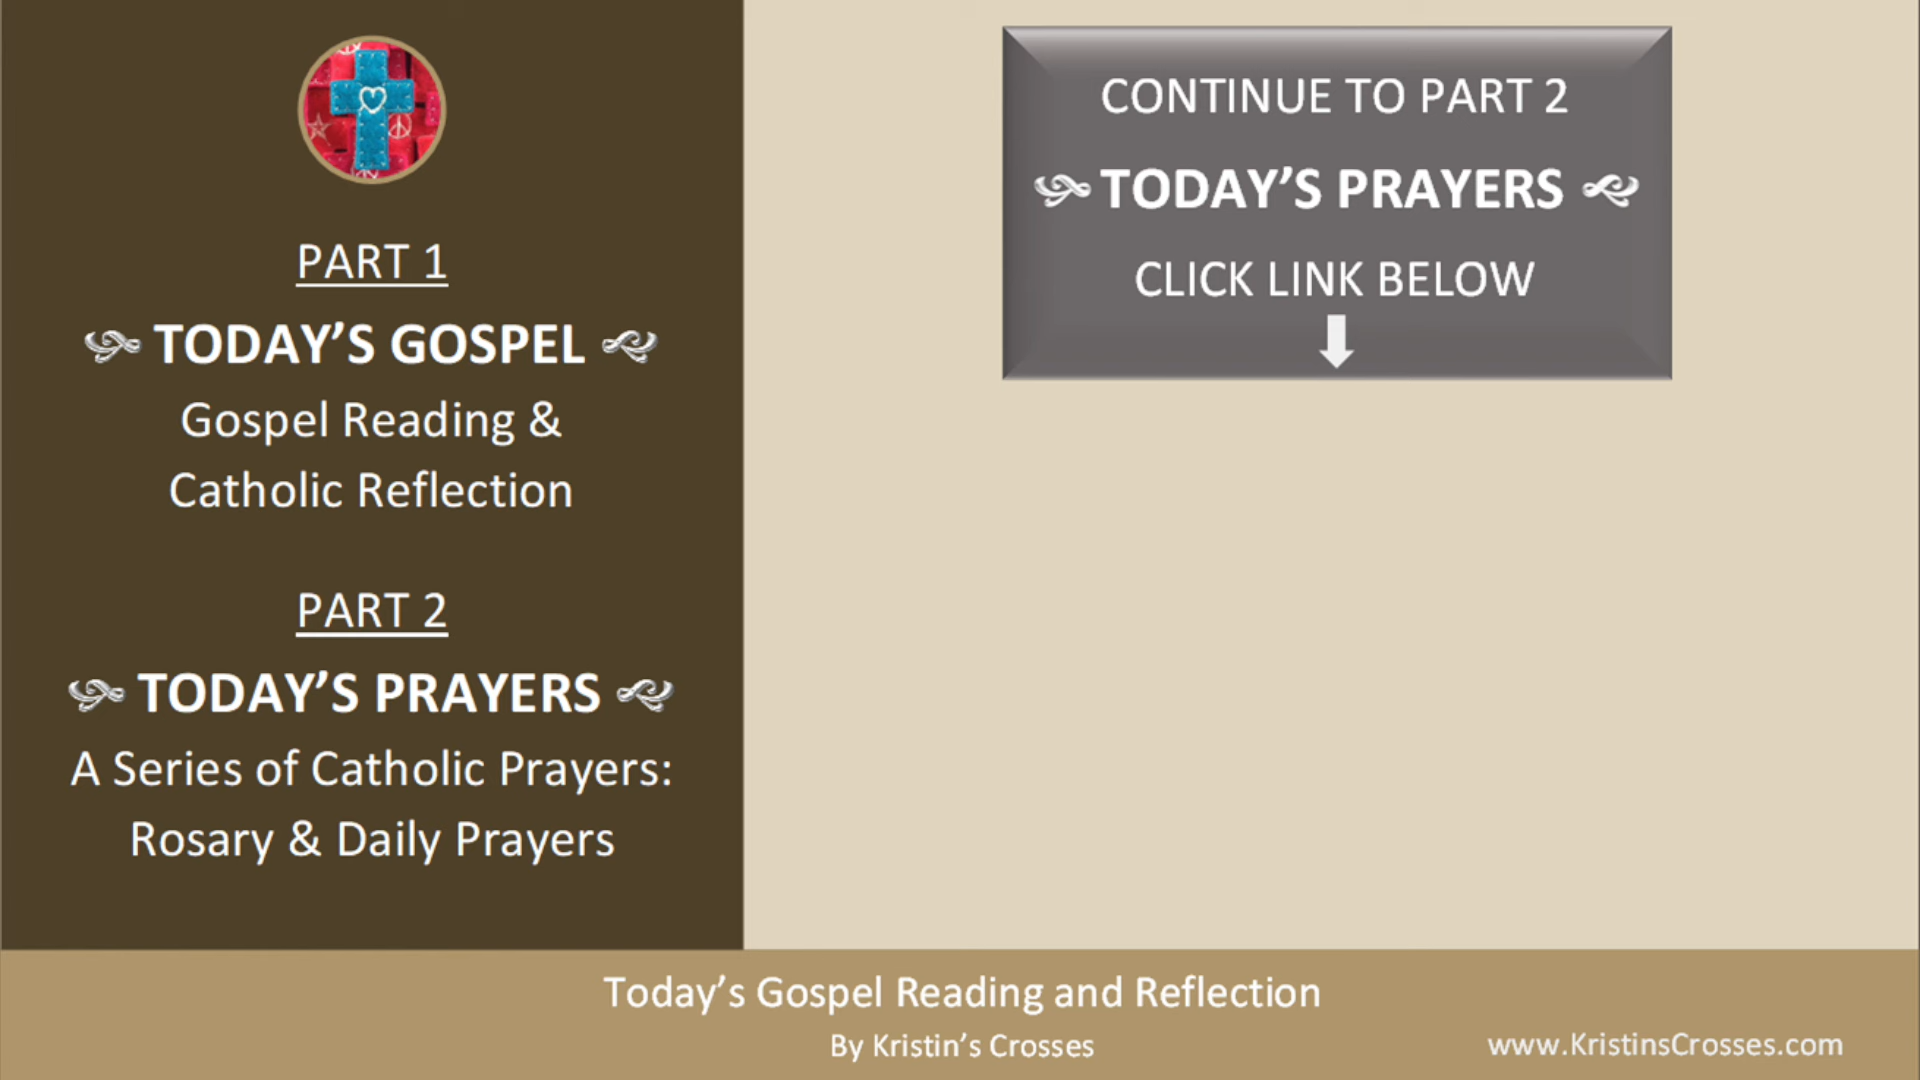 PART 1
TODAY’S GOSPEL
Gospel Reading &
Catholic Reflection
PART 2
TODAY’S PRAYERS
A Series of Catholic Prayers:
Rosary & Daily Prayers
CONTINUE TO PART 2
TODAY’S PRAYERS
CLICK LINK BELOW
Today’s Gospel Reading and Reflection
By Kristin’s Crosses
www.KristinsCrosses.com